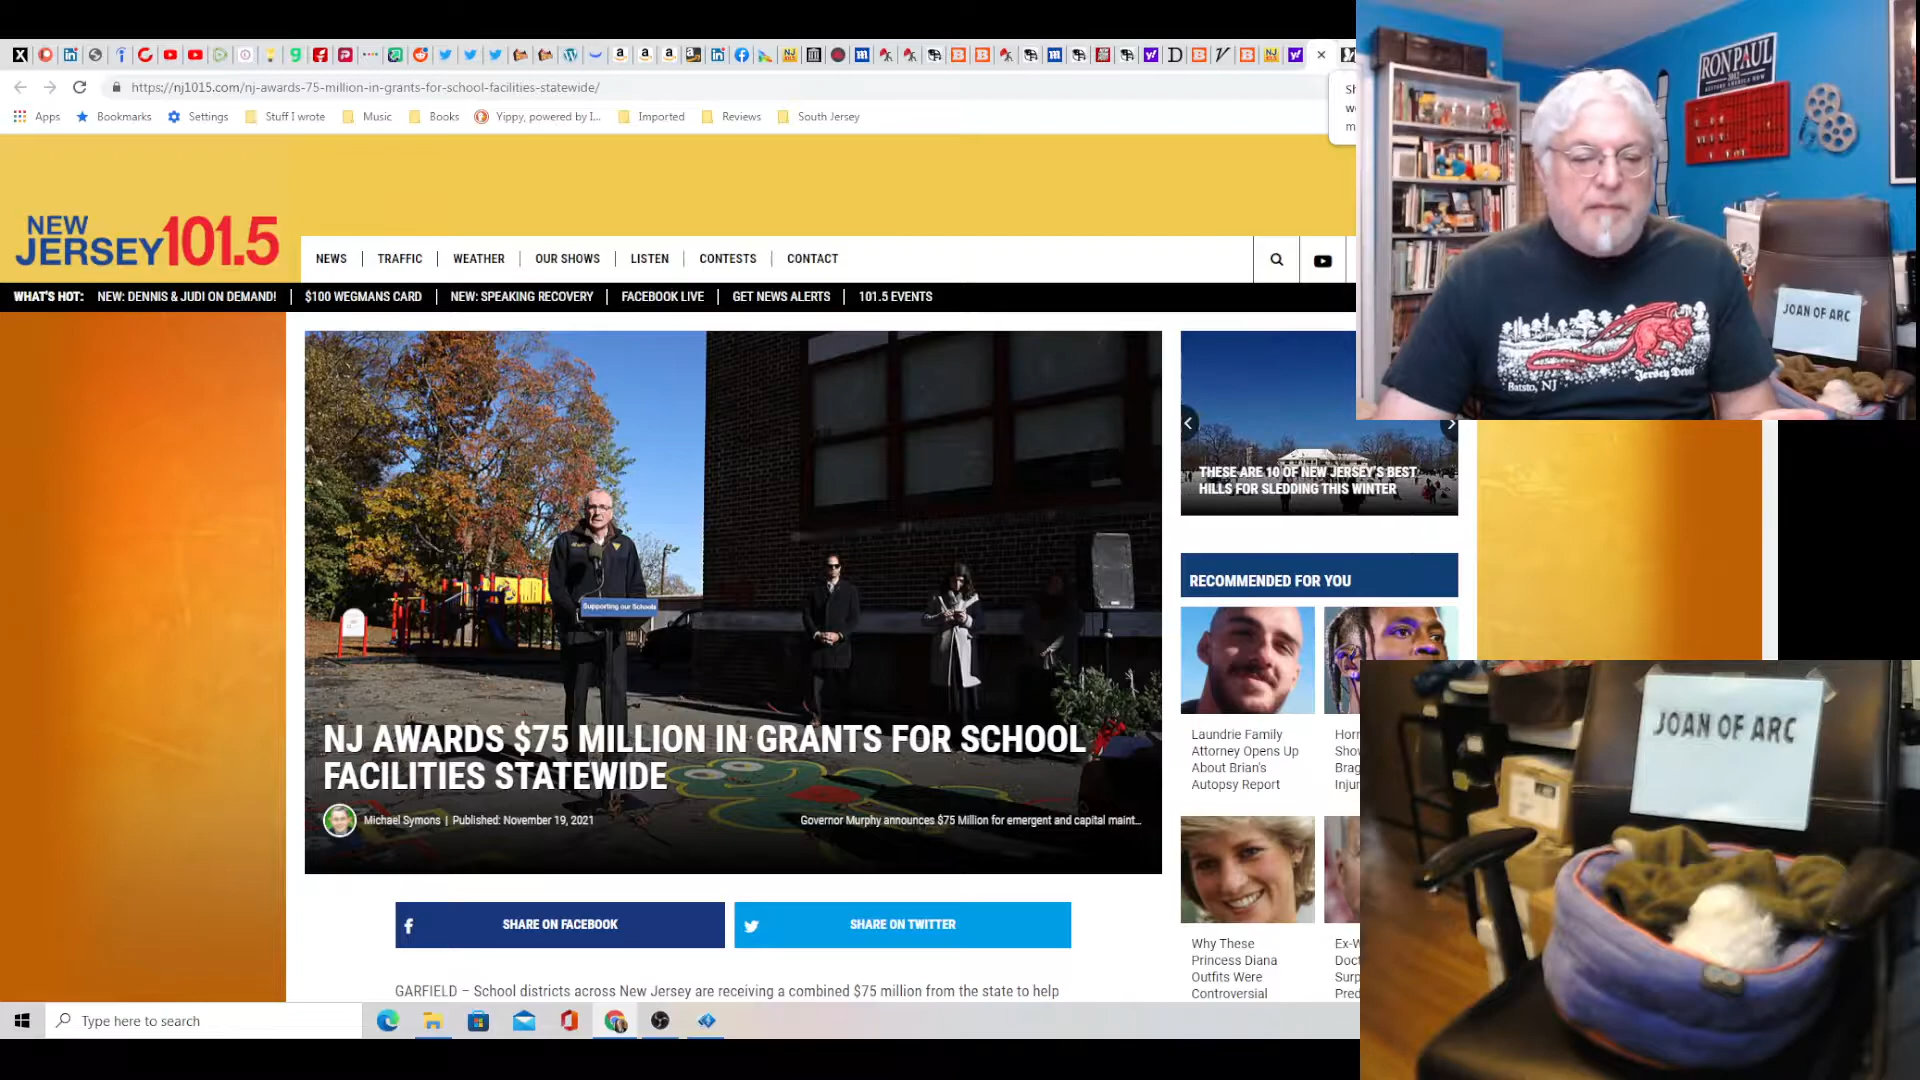 https://nj1015.com/nj-awards-75-million-in-grants-for-school-facilities-statewide/
Apps
Bookmarks
Settings
Stuff I wrote
Music
Books
Yippy, powered by I...
Imported
Reviews
South Jersey
NEW
JERSEY 101.5
NEWS
TRAFFIC
WEATHER
OUR SHOWS
LISTEN
CONTESTS
CONTACT
WHAT'S HOT:
NEW: DENNIS & JUDI ON DEMAND!
$100 WEGMANS CARD
NEW: SPEAKING RECOVERY
FACEBOOK LIVE
GET NEWS ALERTS
101.5 EVENTS
RON PAUL
JOAN OF ARC
Batsto, NJ
Jersey Devil
Supporting our Schools
NJ AWARDS $75 MILLION IN GRANTS FOR SCHOOL
FACILITIES STATEWIDE
Michael Symons | Published: November 19, 2021
Governor Murphy announces $75 Million for emergent and capital maint...
THESE ARE 10 OF NEW JERSEY'S BEST
HILLS FOR SLEDDING THIS WINTER
RECOMMENDED FOR YOU
Laundrie Family
Attorney Opens Up
About Brian's
Autopsy Report
Why These
Princess Diana
Outfits Were
Controversial
SHARE ON FACEBOOK
SHARE ON TWITTER
GARFIELD – School districts across New Jersey are receiving a combined $75 million from the state to help
JOAN OF ARC
Type here to search